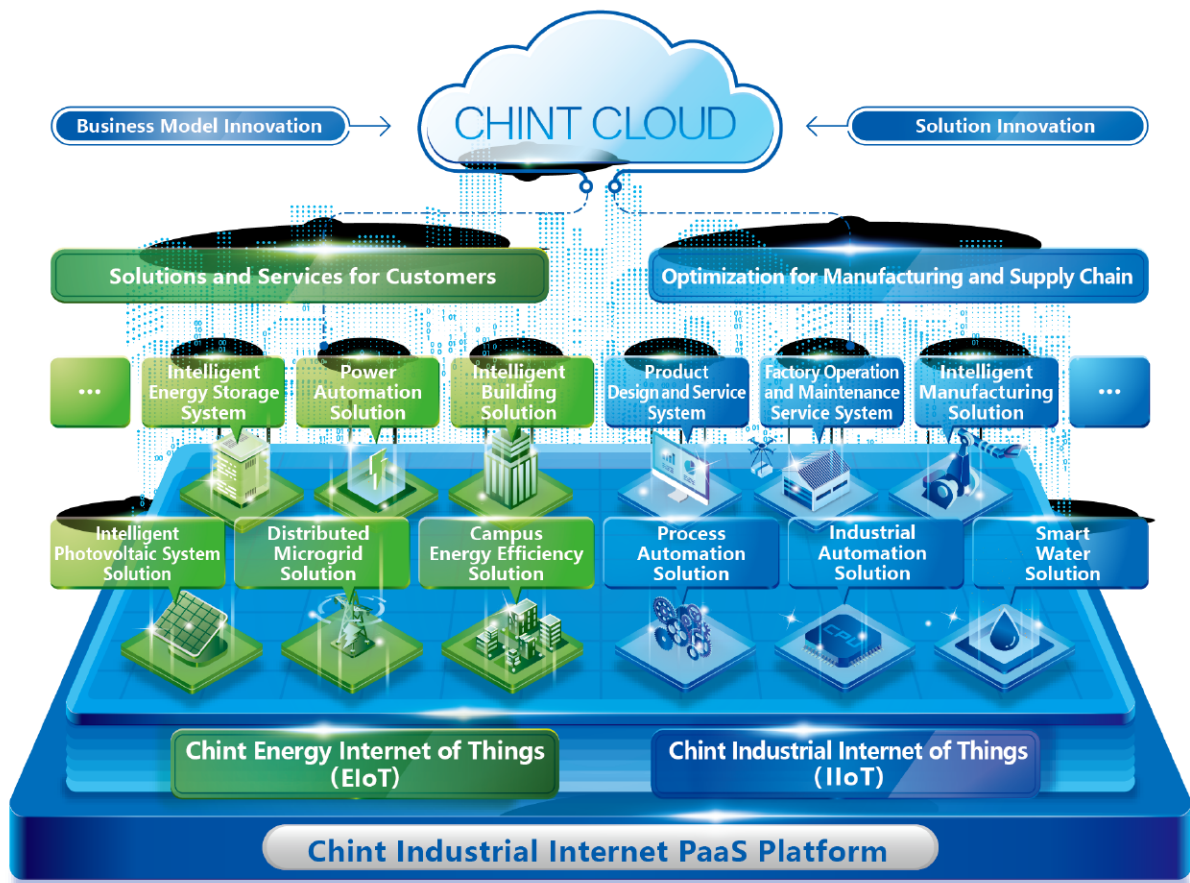 CHINT CLOUD
Business Model Innovation
Solution Innovation
Solutions and Services for Customers
Optimization for Manufacturing and Supply Chain
...
Intelligent
Energy Storage
System
Power
Automation
Solution
Intelligent
Building
Solution
Product
Design and Service
System
Factory Operation
and Maintenance
Service System
Intelligent
Manufacturing
Solution
...
Intelligent
Photovoltaic System
Solution
Distributed
Microgrid
Solution
Campus
Energy Efficiency
Solution
Process
Automation
Solution
Industrial
Automation
Solution
Smart
Water
Solution
CPU
Chint Energy Internet of Things
(EIoT)
Chint Industrial Internet of Things
(IIoT)
Chint Industrial Internet PaaS Platform